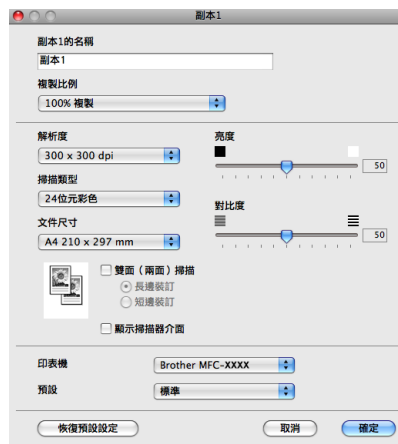 副本1
副本1的名稱
副本1
複製比例
100% 複製
解析度
300 x 300 dpi
掃描類型
24位元彩色
文件尺寸
A4 210 x 297 mm
亮度
50
對比度
50
雙面（兩面）掃描
長邊裝訂
短邊裝訂
顯示掃描器介面
印表機
Brother MFC-XXXX
預設
標準
恢復預設設定
取消
確定